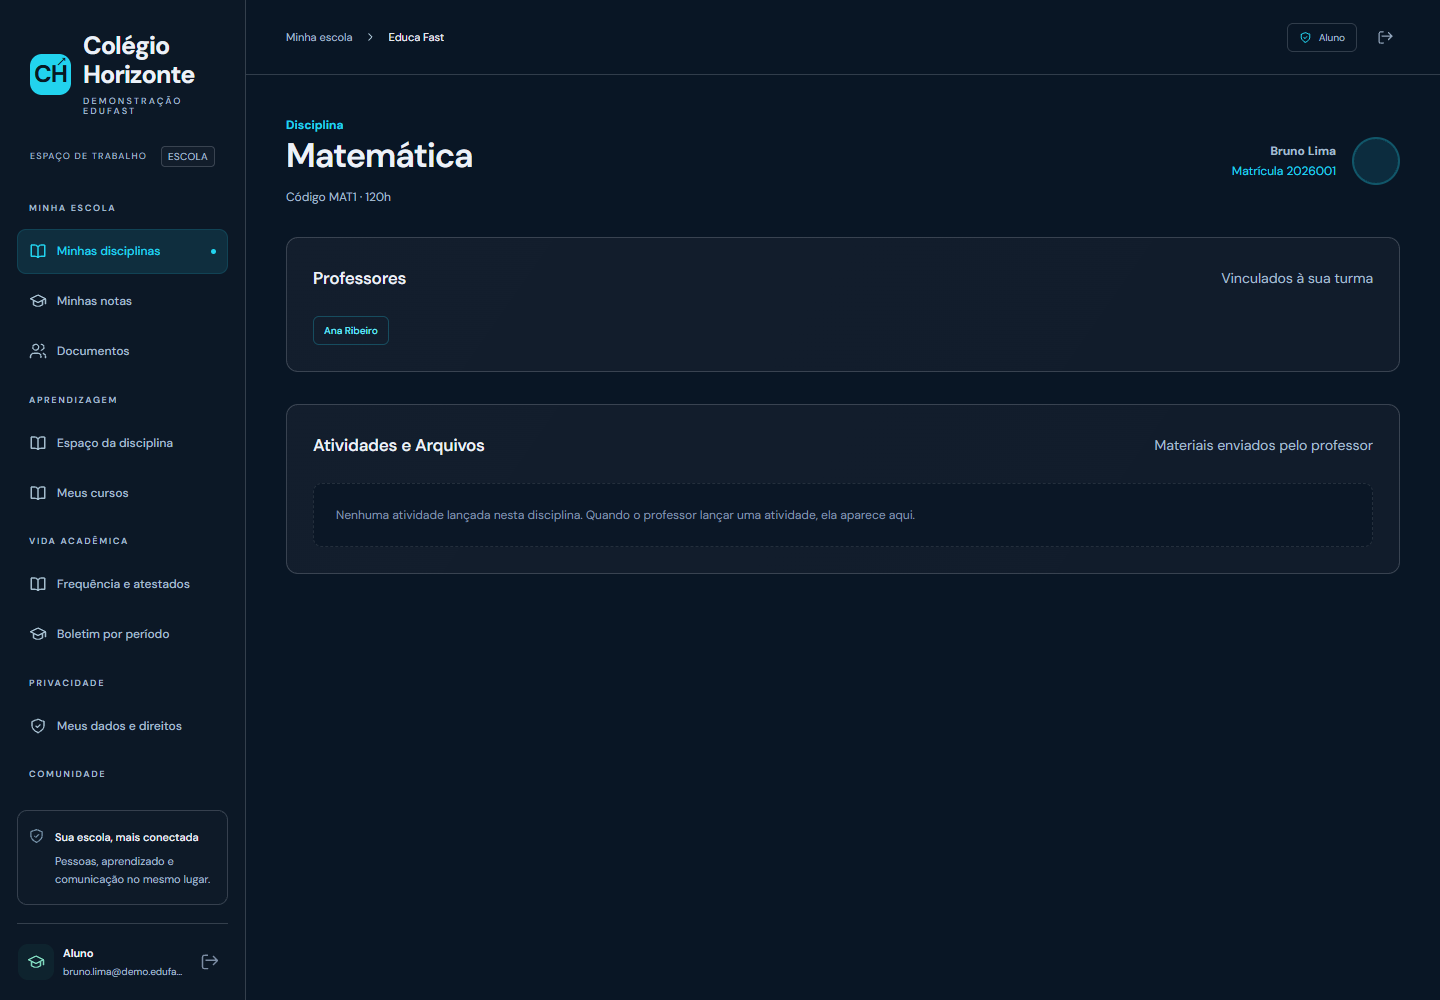 CH
Colégio
Horizonte
DEMONSTRAÇÃO
EDUFAST
ESPAÇO DE TRABALHO
ESCOLA
MINHA ESCOLA
Minhas disciplinas
Minhas notas
Documentos
APRENDIZAGEM
Espaço da disciplina
Meus cursos
VIDA ACADÊMICA
Frequência e atestados
Boletim por período
PRIVACIDADE
Meus dados e direitos
COMUNIDADE
Sua escola, mais conectada
Pessoas, aprendizado e
comunicação no mesmo lugar.
Aluno
bruno.lima@demo.edufa...
Minha escola > Educa Fast
Aluno
Disciplina
Matemática
Código MAT1 · 120h
Bruno Lima
Matrícula 2026001
Professores
Vinculados à sua turma
Ana Ribeiro
Atividades e Arquivos
Materiais enviados pelo professor
Nenhuma atividade lançada nesta disciplina. Quando o professor lançar uma atividade, ela aparece aqui.